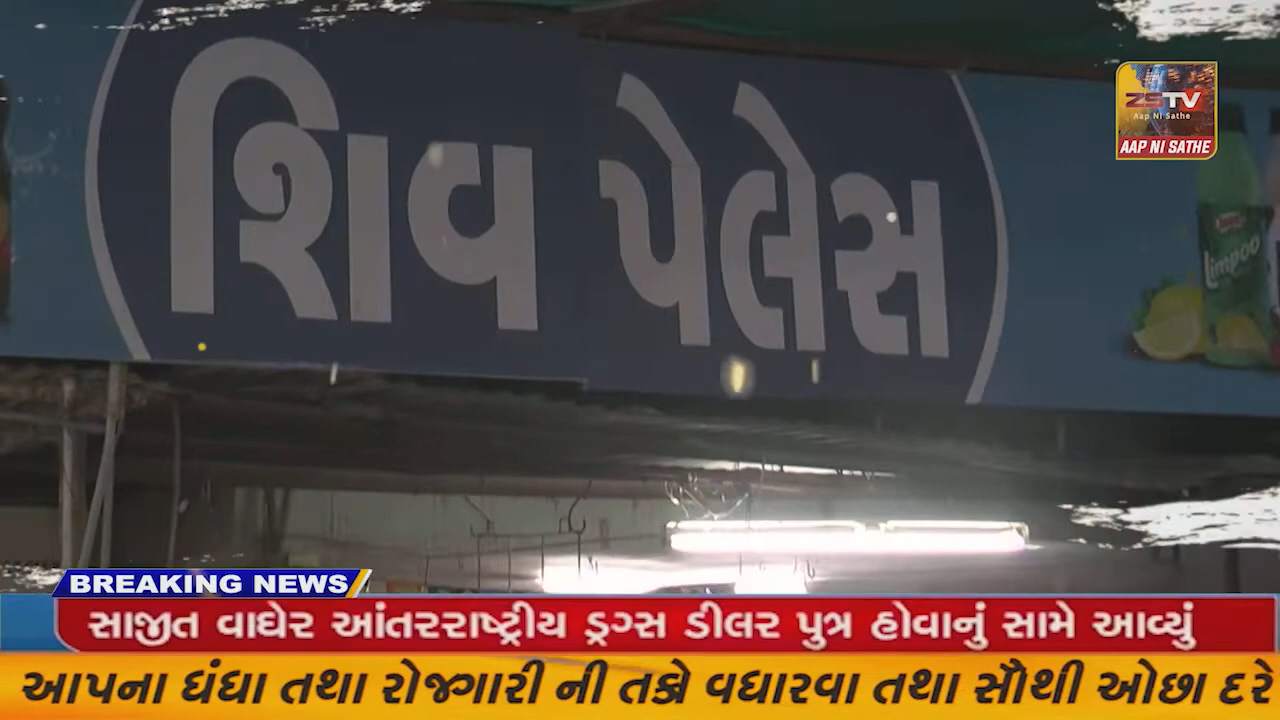 શિવ પેલેસ
ZSTV
Aap Ni Sathe
AAP NI SATHE
Limpoo
BREAKING NEWS
સાજીત વાઘેર આંતરરાષ્ટ્રીય ડ્રગ્સ ડીલર પુત્ર હોવાનું સામે આવ્યું
આપના ધંધા તથા રોજગારી ની તકો વધારવા તથા સૌથી ઓછા દરે